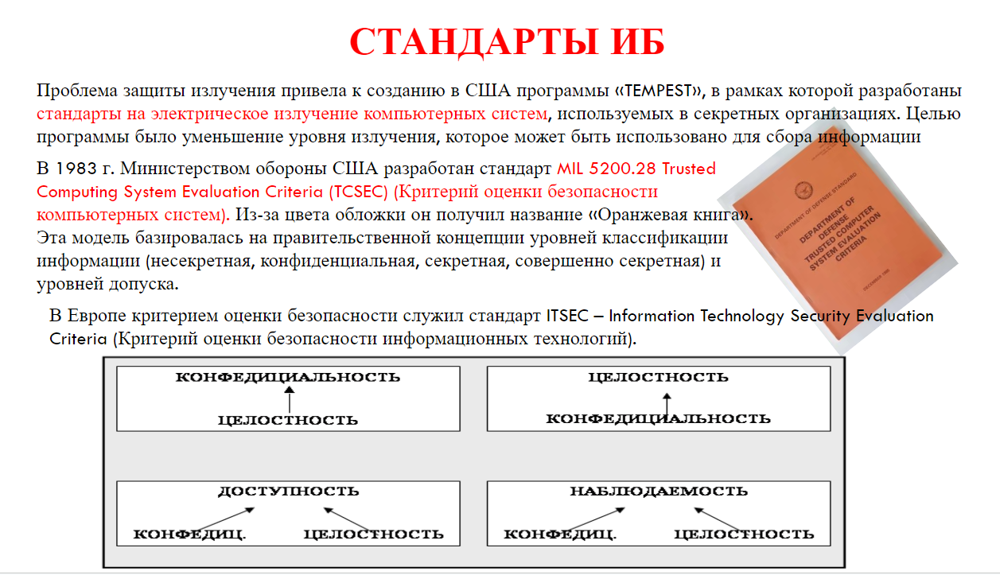 СТАНДАРТЫ ИБ
Проблема защиты излучения привела к созданию в США программы «TEMPEST», в рамках которой разработаны
стандарты на электрическое излучение компьютерных систем, используемых в секретных организациях. Целью
программы было уменьшение уровня излучения, которое может быть использовано для сбора информации
В 1983 г. Министерством обороны США разработан стандарт MIL 5200.28 Trusted
Computing System Evaluation Criteria (TCSEC) (Критерий оценки безопасности
компьютерных систем). Из-за цвета обложки он получил название «Оранжевая книга».
Эта модель базировалась на правительственной концепции уровней классификации
информации (несекретная, конфиденциальная, секретная, совершенно секретная) и
уровней допуска.
DEPARTMENT OF DEFENSE STANDARD
DEPARTMENT OF
DEFENSE
TRUSTED COMPUTER
SYSTEM EVALUATION
CRITERIA
В Европе критерием оценки безопасности служил стандарт ITSEC – Information Technology Security Evaluation
Criteria (Критерий оценки безопасности информационных технологий).
КОНФЕДИЦИАЛЬНОСТЬ
ЦЕЛОСТНОСТЬ
ЦЕЛОСТНОСТЬ
КОНФЕДИЦИАЛЬНОСТЬ
ДОСТУПНОСТЬ
КОНФЕДИЦ. ЦЕЛОСТНОСТЬ
НАБЛЮДАЕМОСТЬ
КОНФЕДИЦ. ЦЕЛОСТНОСТЬ